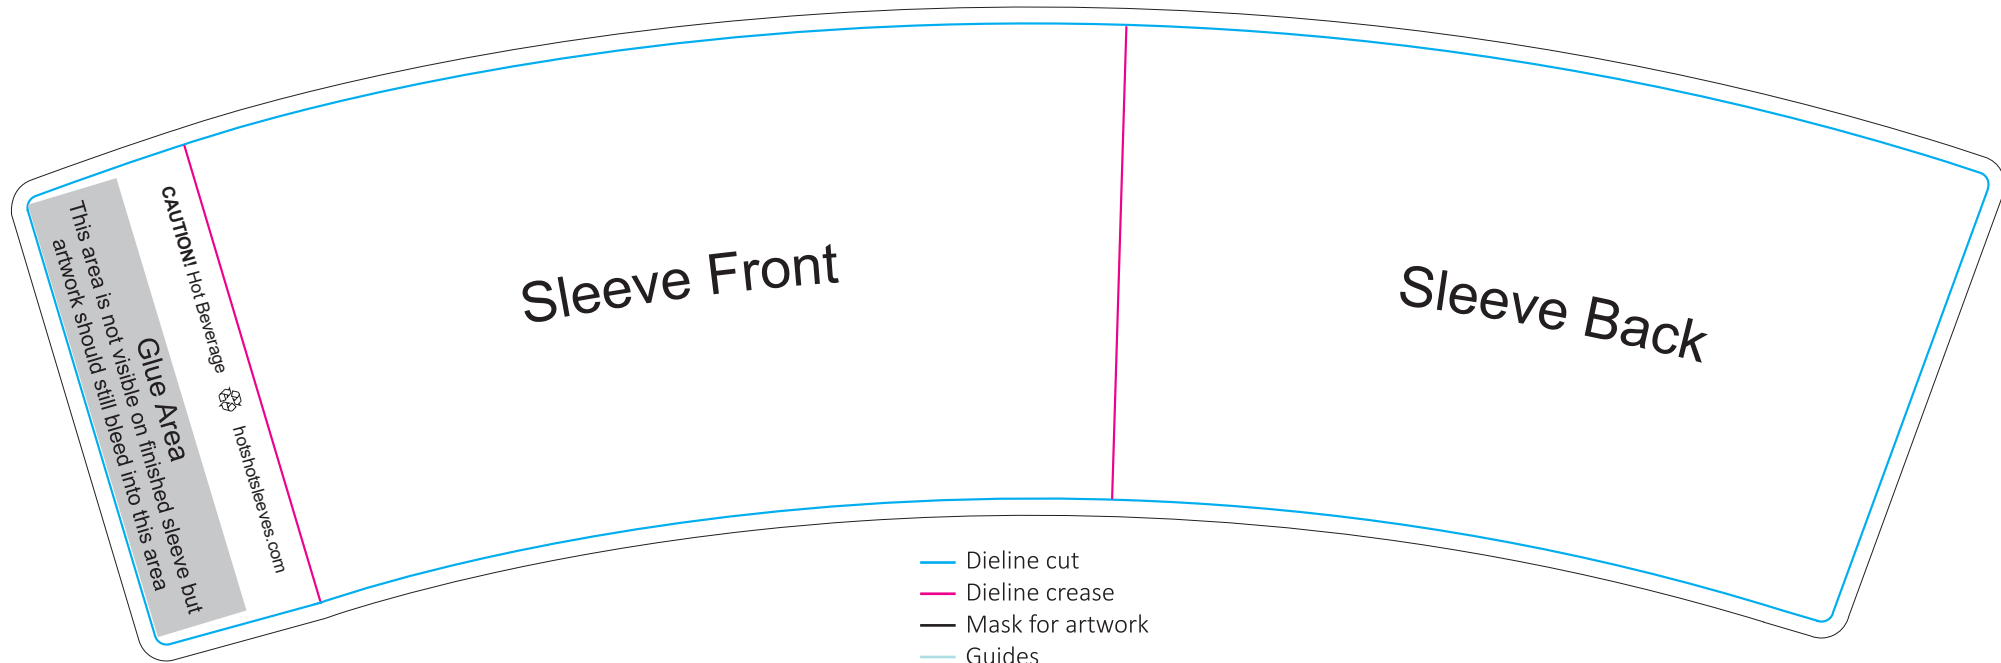 Glue Area
This area is not visible on finished sleeve but
artwork should still bleed into this area
CAUTION! Hot Beverage
hotshotsleeves.com
Sleeve Front
Sleeve Back
Dieline cut
Dieline crease
Mask for artwork
Guides